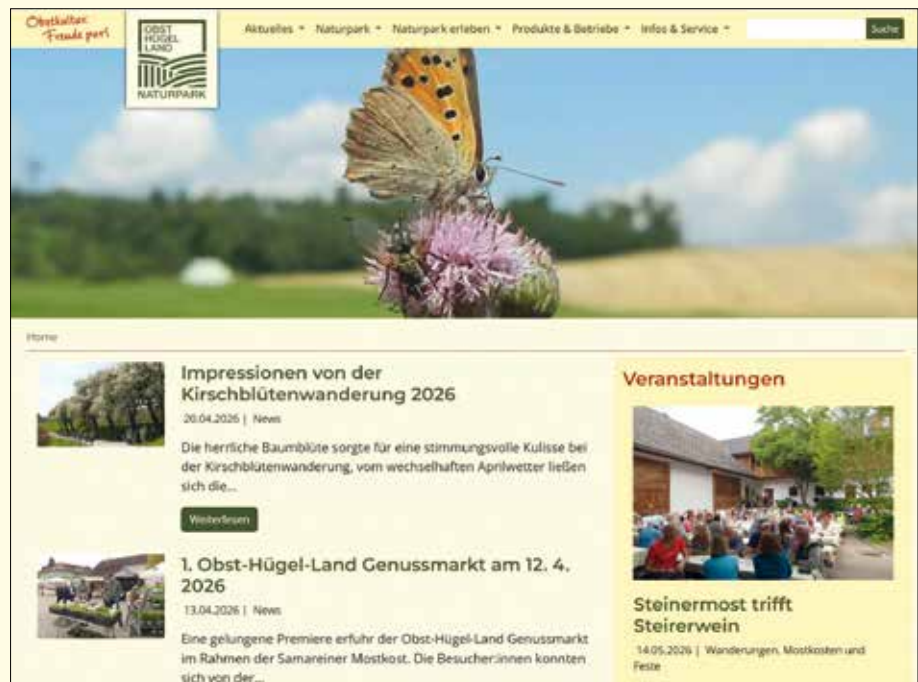 Obstkultur
Freude pur!
OBST
HÜGEL
LAND
NATURPARK
Aktuelles
Naturpark
Naturpark erleben
Produkte & Betriebe
Infos & Service
Suche
Home
Impressionen von der
Kirschblütenwanderung 2026
20.04.2026 | News
Die herrliche Baumblüte sorgte für eine stimmungsvolle Kulisse bei
der Kirschblütenwanderung, vom wechselhaften Aprilwetter ließen
sich die...
Weiterlesen
1. Obst-Hügel-Land Genussmarkt am 12. 4.
2026
13.04.2026 | News
Eine gelungene Premiere erfuhr der Obst-Hügel-Land Genussmarkt
im Rahmen der Samareiner Mostkost. Die Besucher:innen konnten
sich von der...
Veranstaltungen
Steinermost trifft
Steirerwein
14.05.2026 | Wanderungen, Mostkosten und
Feste